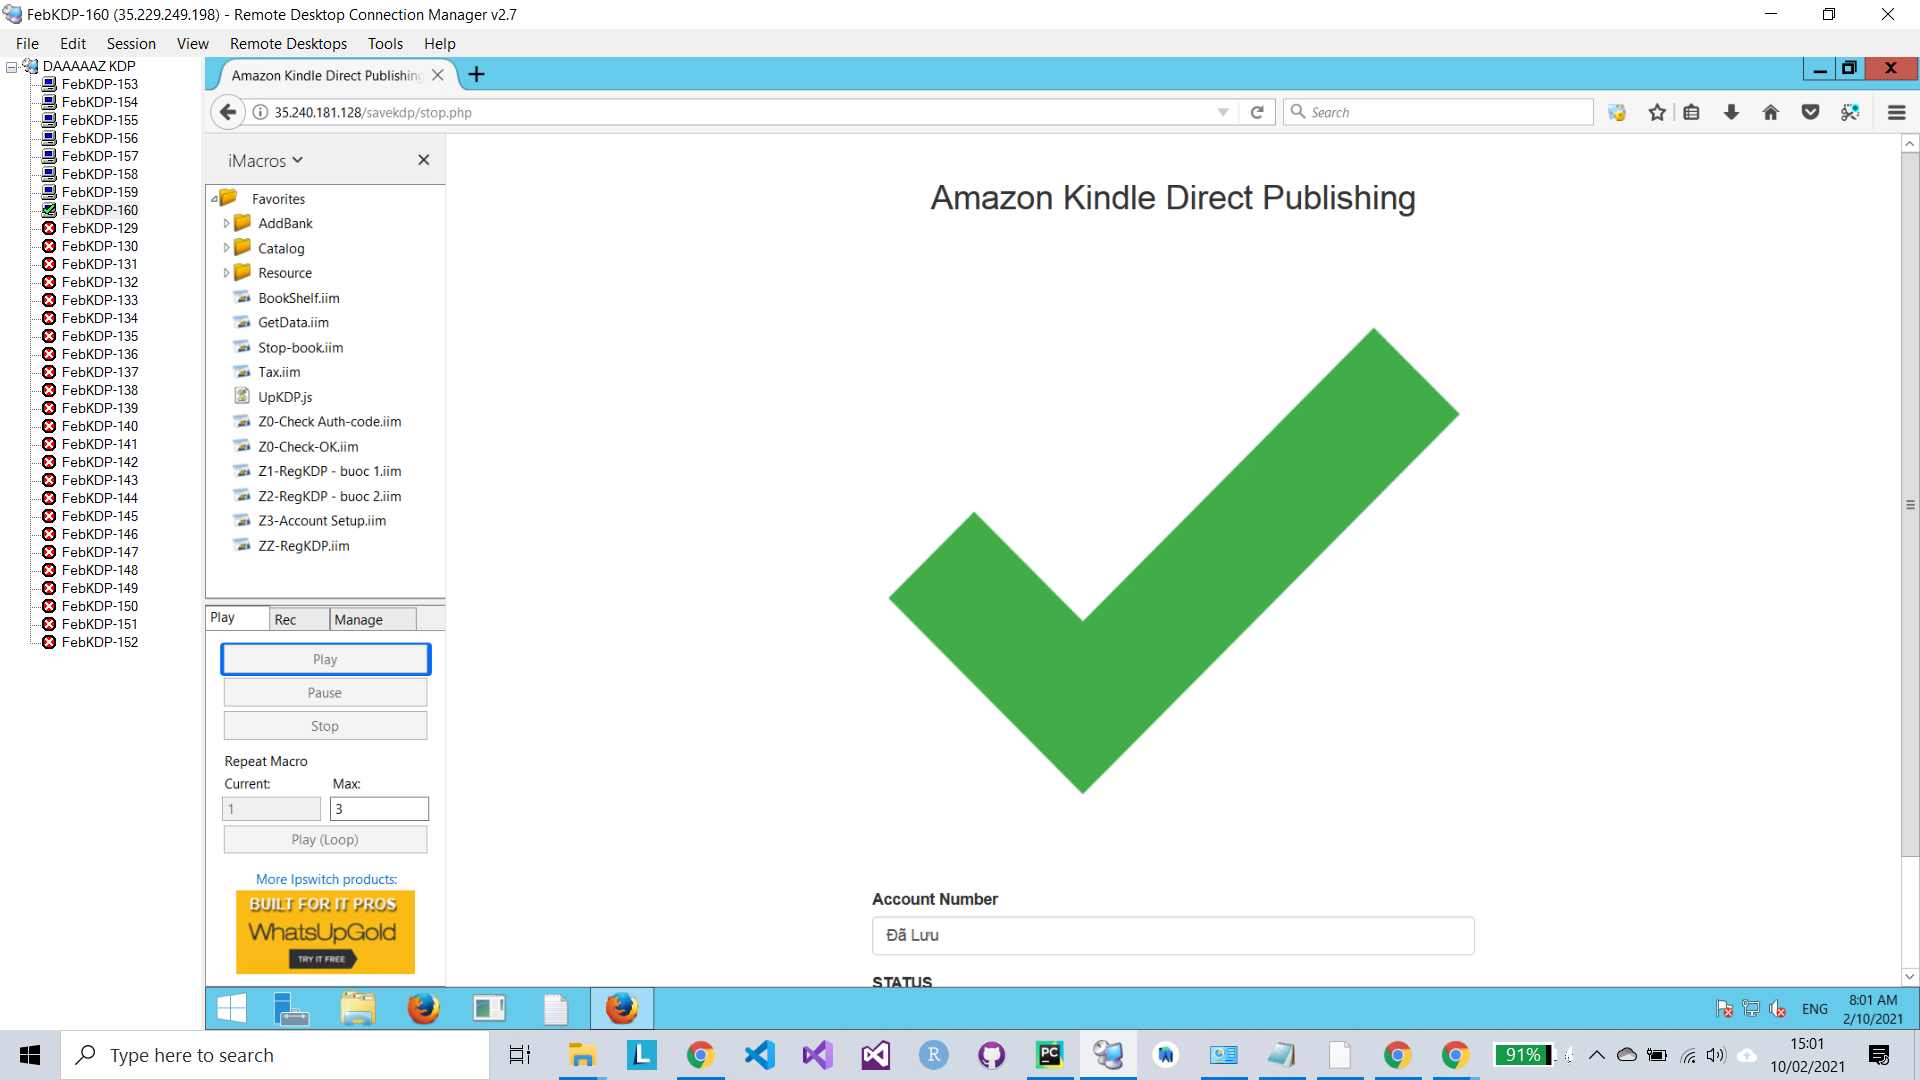 FebKDP-160 (35.229.249.198) - Remote Desktop Connection Manager v2.7
File Edit Session View Remote Desktops Tools Help
DAAAAAZ KDP
FebKDP-153
FebKDP-154
FebKDP-155
FebKDP-156
FebKDP-157
FebKDP-158
FebKDP-159
FebKDP-160
FebKDP-129
FebKDP-130
FebKDP-131
FebKDP-132
FebKDP-133
FebKDP-134
FebKDP-135
FebKDP-136
FebKDP-137
FebKDP-138
FebKDP-139
FebKDP-140
FebKDP-141
FebKDP-142
FebKDP-143
FebKDP-144
FebKDP-145
FebKDP-146
FebKDP-147
FebKDP-148
FebKDP-149
FebKDP-150
FebKDP-151
FebKDP-152
Amazon Kindle Direct Publishing
35.240.181.128/savekdp/stop.php
Search
iMacros
Favorites
AddBank
Catalog
Resource
BookShelf.iim
GetData.iim
Stop-book.iim
Tax.iim
UpKDP.js
Z0-Check Auth-code.iim
Z0-Check-OK.iim
Z1-RegKDP - buoc 1.iim
Z2-RegKDP - buoc 2.iim
Z3-Account Setup.iim
ZZ-RegKDP.iim
Play Rec Manage
Play
Pause
Stop
Repeat Macro
Current: Max:
1 3
Play (Loop)
More Ipswitch products:
BUILT FOR IT PROS
WhatsUpGold
TRY IT FREE
Amazon Kindle Direct Publishing
Account Number
Đã Lưu
STATUS
ENG
8:01 AM
2/10/2021
Type here to search
L
R
PC
91%
15:01
10/02/2021